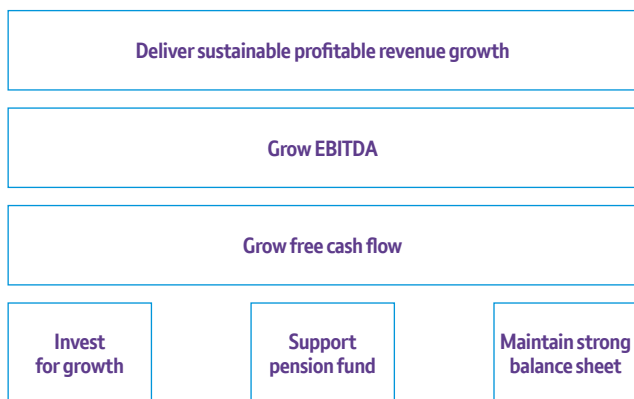 Deliver sustainable profitable revenue growth
Grow EBITDA
Grow free cash flow
Invest
for growth
Support
pension fund
Maintain strong
balance sheet